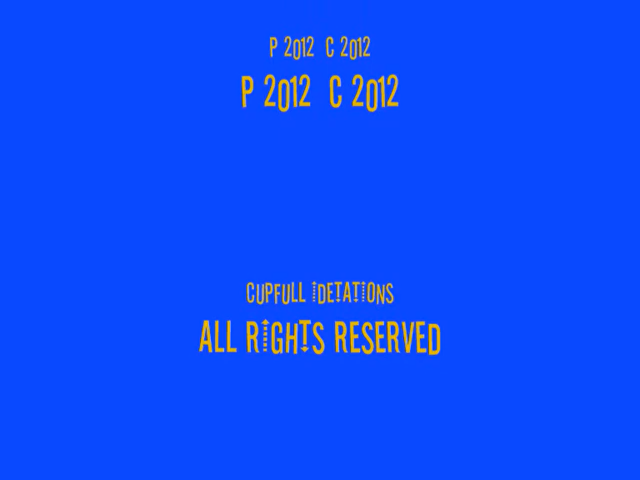 P 2012 C 2012
P 2012 C 2012
CUPFULL IDETATIONS
ALL RIGHTS RESERVED